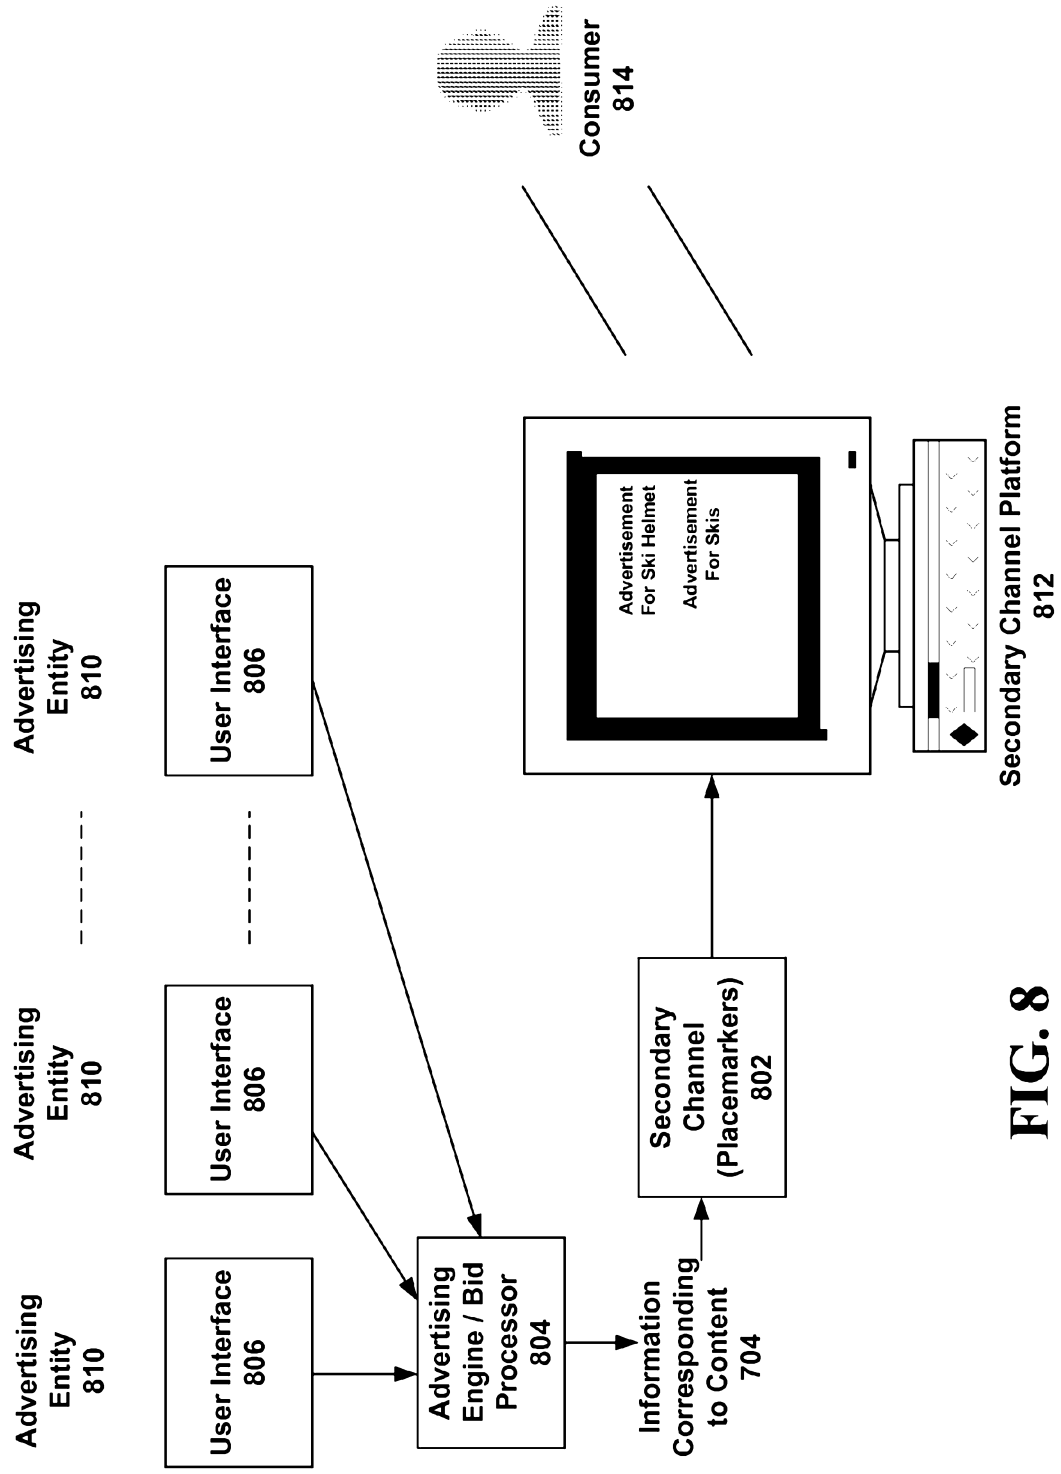 Advertising
Entity
810
Advertising
Entity
810
Advertising
Entity
810
User Interface
806
User Interface
806
User Interface
806
Advertising
Engine / Bid
Processor
804
Information
Corresponding
to Content
704
Secondary
Channel
(Placemarkers)
802
Advertisement
For Ski Helmet
Advertisement
For Skis
Secondary Channel Platform
812
Consumer
814
FIG. 8